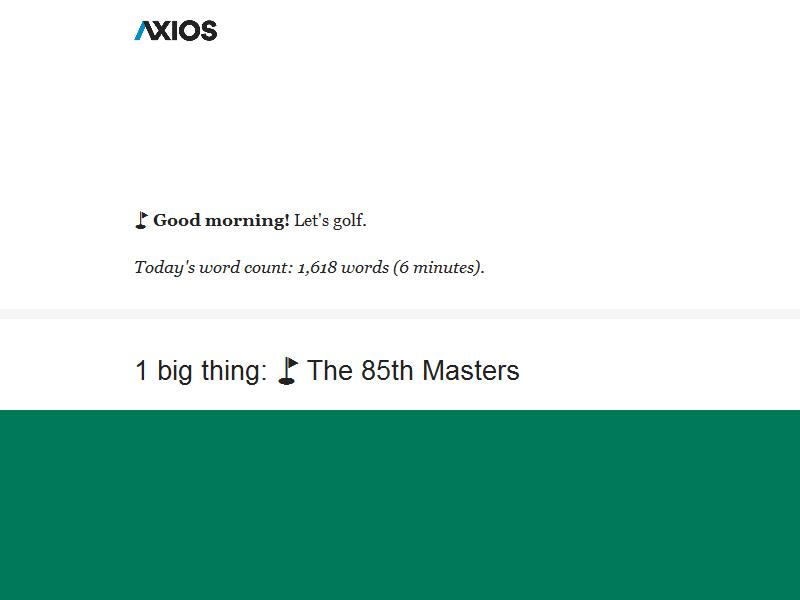 AXIOS
⛳ Good morning! Let's golf.
Today's word count: 1,618 words (6 minutes).
1 big thing: ⛳ The 85th Masters